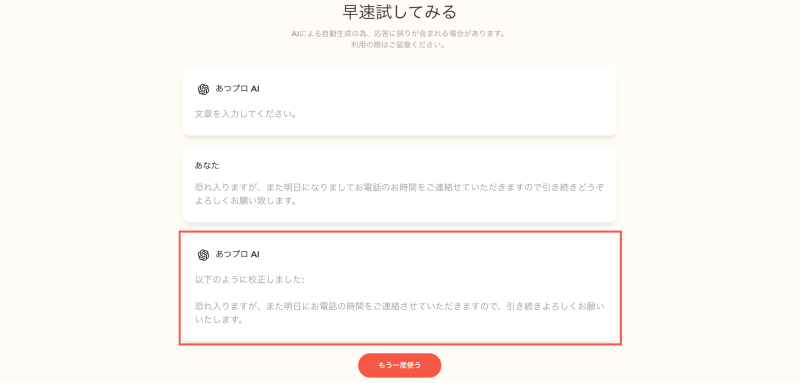 早速試してみる
AIによる自動生成の為、応答に誤りが含まれる場合があります。
利用の際はご留意ください。
あつプロ AI
文章を入力してください。
あなた
恐れ入りますが、また明日になりましてお電話のお時間をご連絡せていただきますので引き続きどうぞ
よろしくお願い致します。
あつプロ AI
以下のように校正しました:
恐れ入りますが、また明日にお電話の時間をご連絡させていただきますので、引き続きよろしくお願い
いたします。
もう一度使う